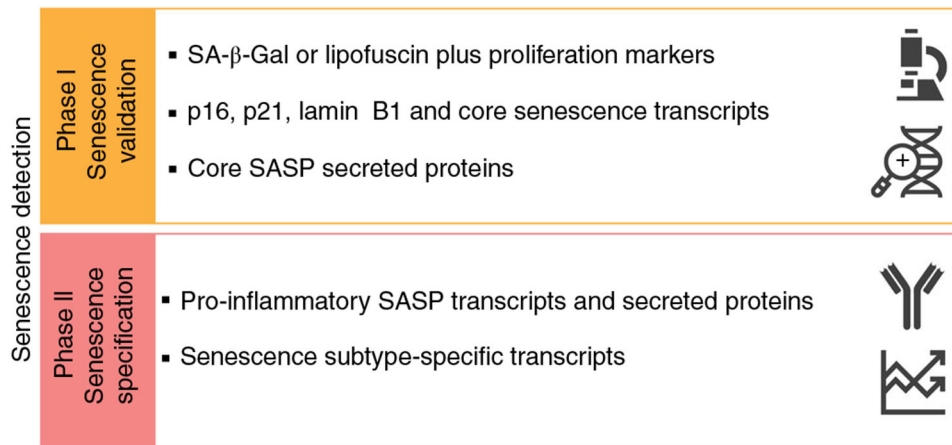 Senescence detection
Phase I
Senescence
validation
▪ SA-β-Gal or lipofuscin plus proliferation markers
▪ p16, p21, lamin B1 and core senescence transcripts
▪ Core SASP secreted proteins
Phase II
Senescence
specification
▪ Pro-inflammatory SASP transcripts and secreted proteins
▪ Senescence subtype-specific transcripts